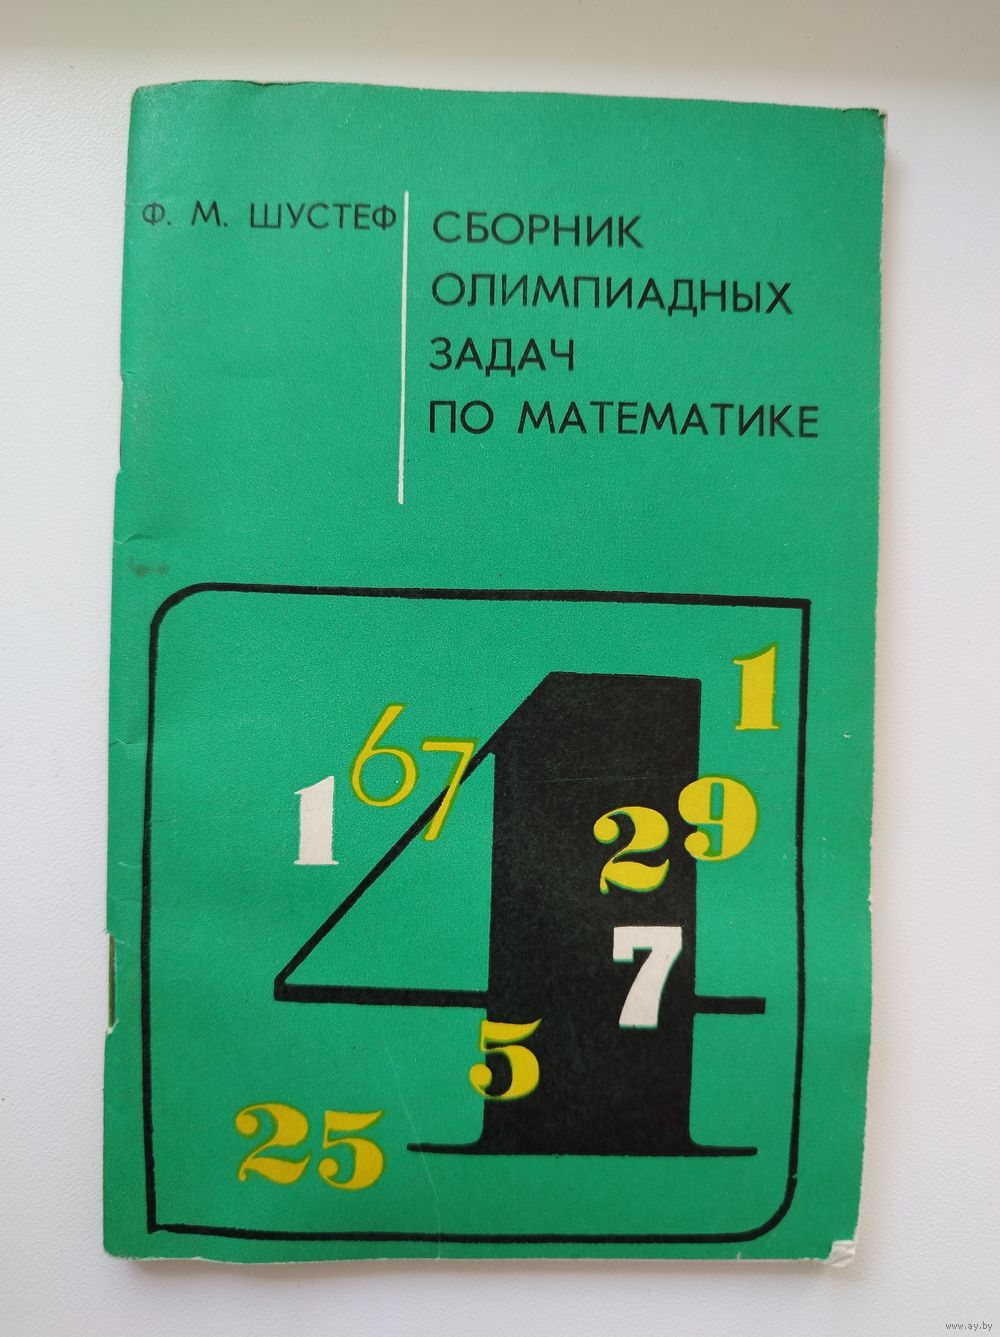 Ф. М. ШУСТЕФ
СБОРНИК
ОЛИМПИАДНЫХ
ЗАДАЧ
ПО МАТЕМАТИКЕ
1
67
1
4
29
7
5
25
www.ay.by